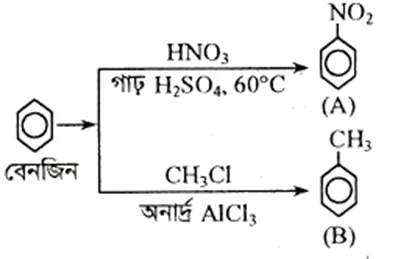 NO₂
HNO₃
গাঢ় H₂SO₄, 60°C
(A)
বেনজিন
CH₃
CH₃Cl
অনার্দ্র AlCl₃
(B)